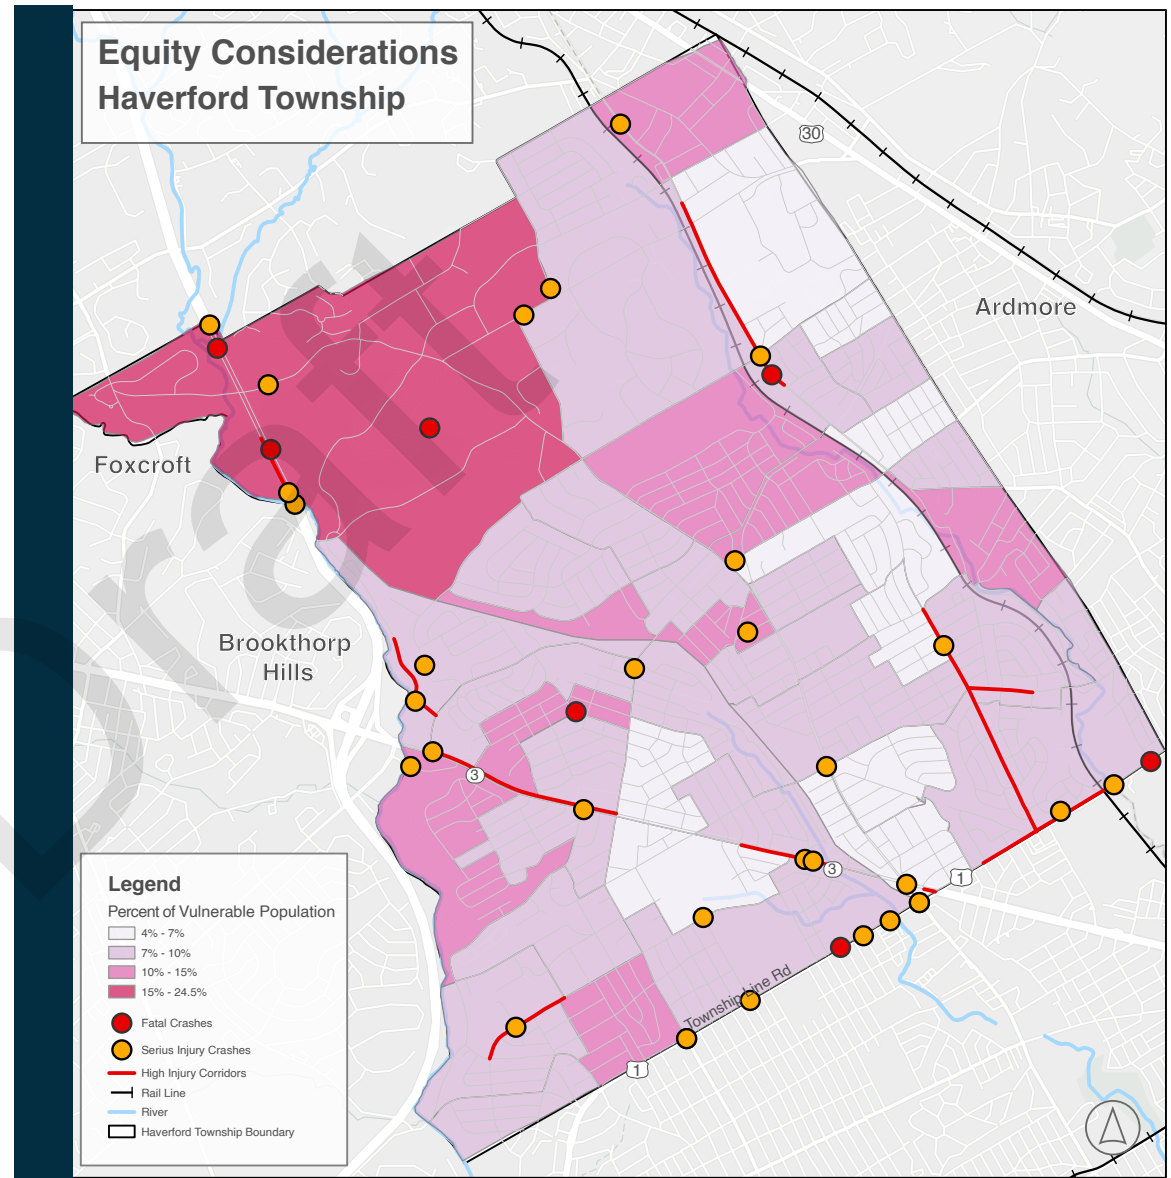 Equity Considerations
Haverford Township
30
Ardmore
Foxcroft
Brookthorp
Hills
3
3
1
Township Line Rd
1
Legend
Percent of Vulnerable Population
4% - 7%
7% - 10%
10% - 15%
15% - 24.5%
Fatal Crashes
Serius Injury Crashes
High Injury Corridors
Rail Line
River
Haverford Township Boundary
Draft